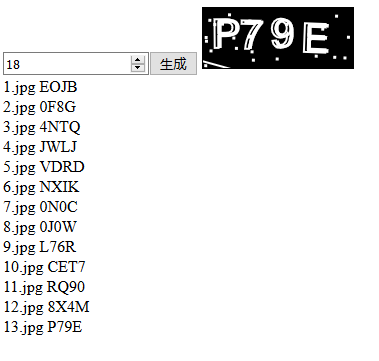 18 生成 P79E
1.jpg EOJB
2.jpg 0F8G
3.jpg 4NTQ
4.jpg JWLJ
5.jpg VDRD
6.jpg NXIK
7.jpg 0N0C
8.jpg 0J0W
9.jpg L76R
10.jpg CET7
11.jpg RQ90
12.jpg 8X4M
13.jpg P79E